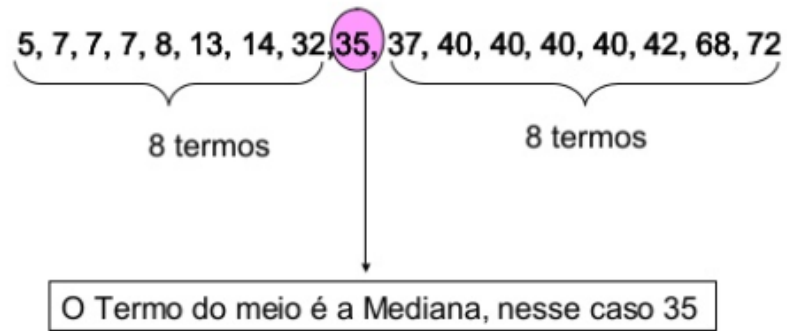 5, 7, 7, 7, 8, 13, 14, 32,35, 37, 40, 40, 40, 40, 42, 68, 72
8 termos
8 termos
O Termo do meio é a Mediana, nesse caso 35